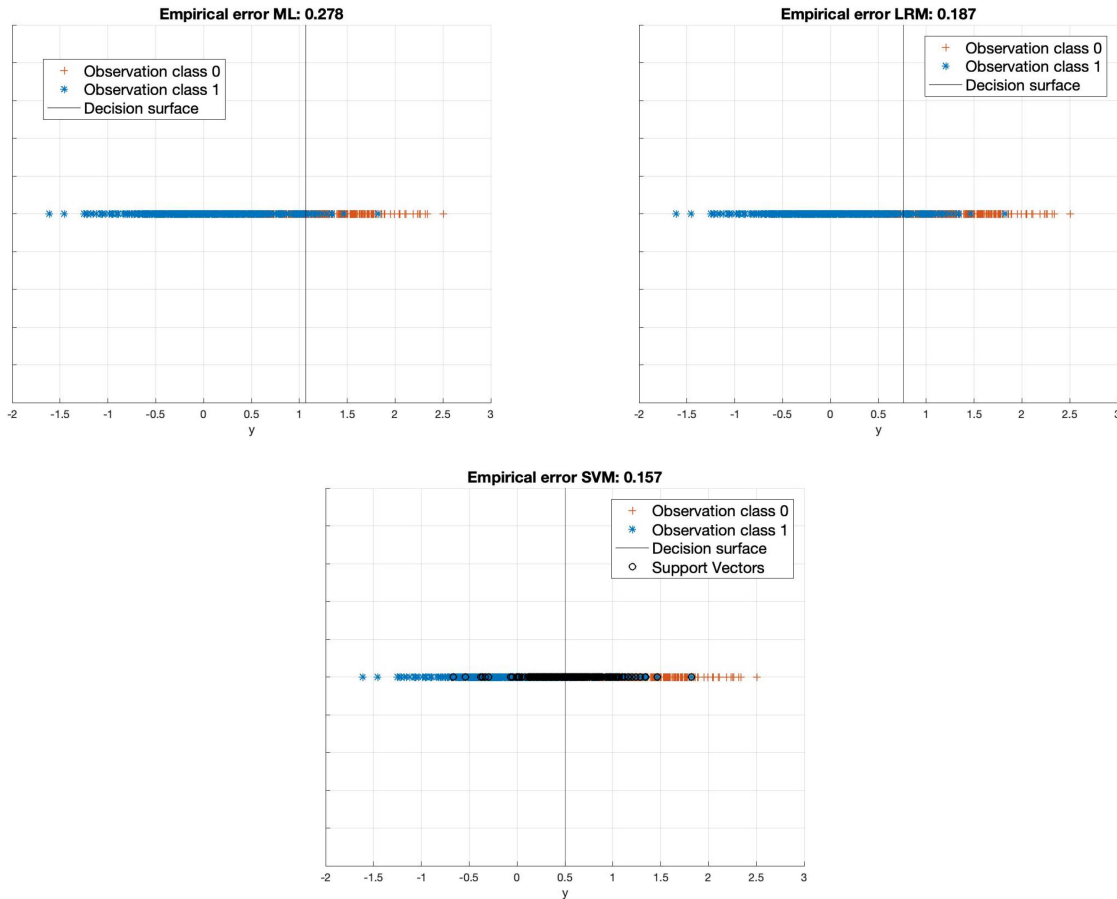 Empirical error ML: 0.278
Observation class 0
Observation class 1
Decision surface
-2 -1.5 -1 -0.5 0 0.5 1 1.5 2 2.5 3
y
Empirical error LRM: 0.187
Observation class 0
Observation class 1
Decision surface
-2 -1.5 -1 -0.5 0 0.5 1 1.5 2 2.5 3
y
Empirical error SVM: 0.157
Observation class 0
Observation class 1
Decision surface
Support Vectors
-2 -1.5 -1 -0.5 0 0.5 1 1.5 2 2.5 3
y